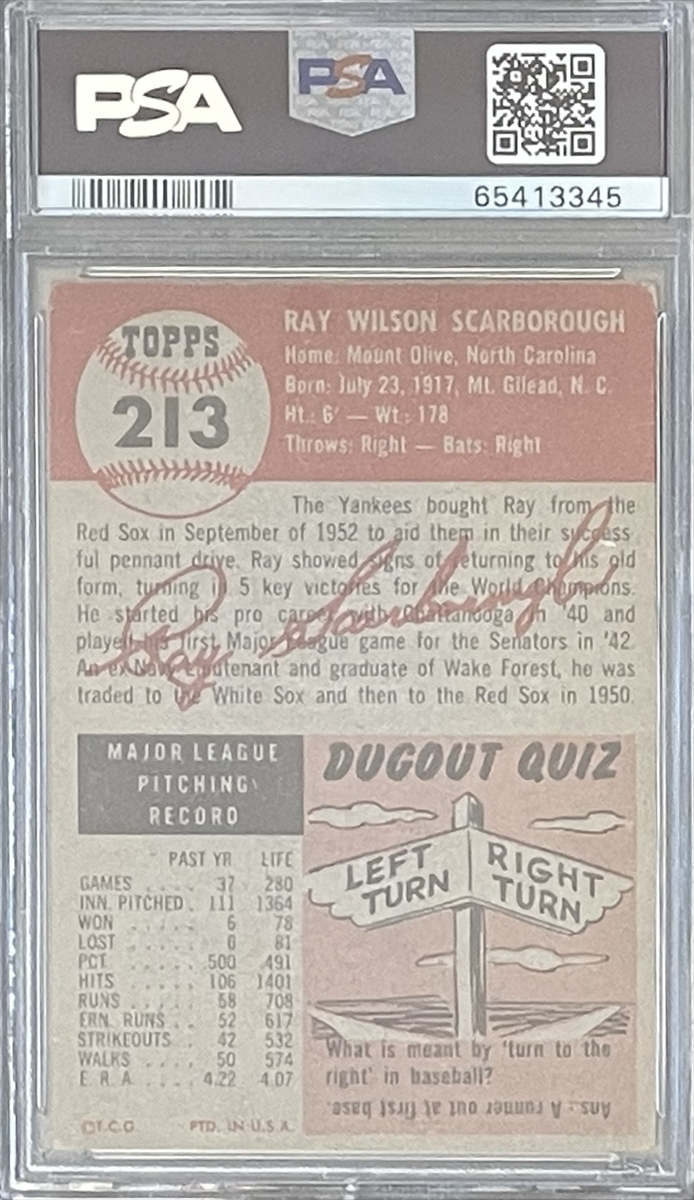 PSA
PSA
65413345
TOPPS
213
RAY WILSON SCARBOROUGH
Home: Mount Olive, North Carolina
Born: July 23, 1917, Mt. Gilead, N. C.
Ht.: 6' — Wt.: 178
Throws: Right — Bats: Right
The Yankees bought Ray from the
Red Sox in September of 1952 to aid them in their success
ful pennant drive. Ray showed signs of returning to his old
form, turning in 5 key victories for the World Champions.
He started his pro career with Chattanooga in '40 and
played his first Major League game for the Senators in '42.
An ex-Navy Lieutenant and graduate of Wake Forest, he was
traded to the White Sox and then to the Red Sox in 1950.
Ray Scarborough
MAJOR LEAGUE
PITCHING
RECORD
PAST YR. LIFE
GAMES .... 37 280
INN. PITCHED . 111 1364
WON ..... 6 78
LOST ..... 6 81
PCT. ..... 500 .491
HITS ..... 106 1401
RUNS .... 58 708
ERN. RUNS .. 52 617
STRIKEOUTS .. 42 532
WALKS .... 50 574
E. R. A. .... 4.22 4.07
©T.C.G. PTD. IN U.S.A.
DUGOUT QUIZ
LEFT
TURN
RIGHT
TURN
What is meant by 'turn to the
right' in baseball?
Ans.: A runner out at first base.